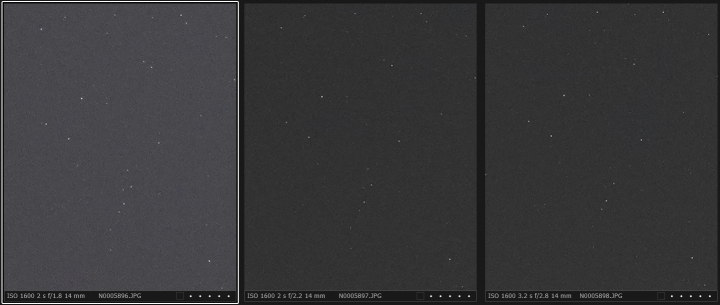 ISO 1600 2 s f/1.8 14 mm N0005896.JPG
ISO 1600 2 s f/2.2 14 mm N0005897.JPG
ISO 1600 3.2 s f/2.8 14 mm N0005898.JPG